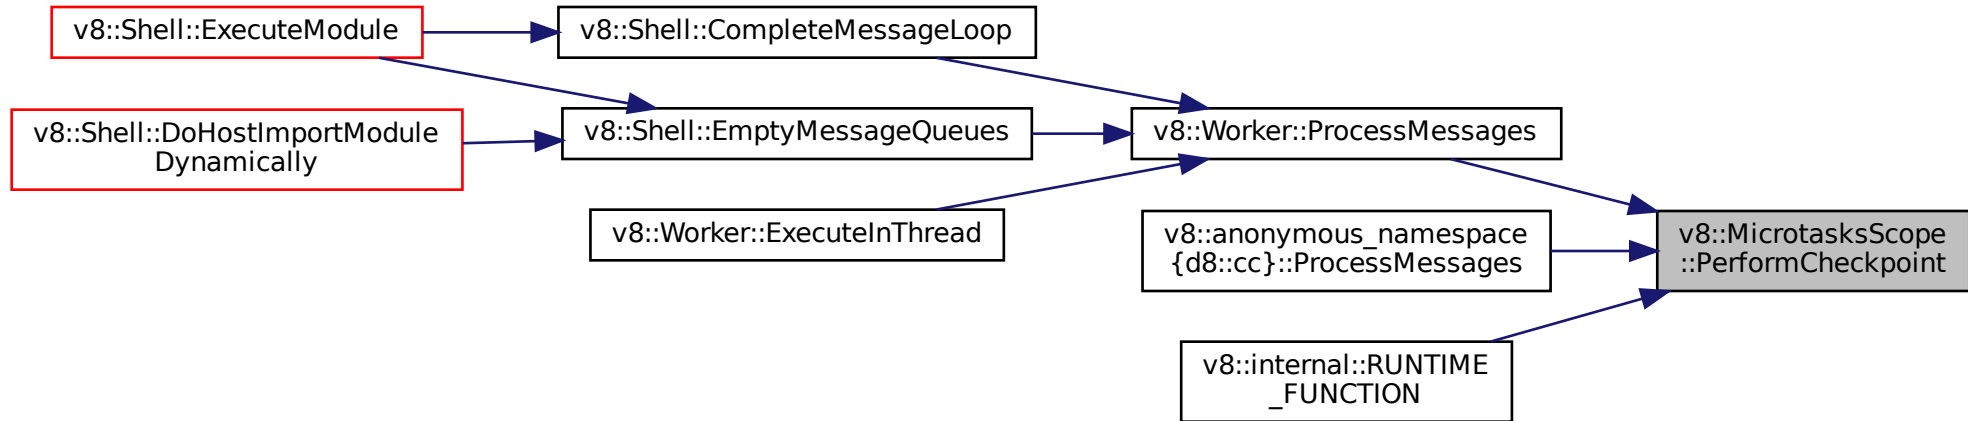 v8::Shell::ExecuteModule
v8::Shell::CompleteMessageLoop
v8::Shell::DoHostImportModule
Dynamically
v8::Shell::EmptyMessageQueues
v8::Worker::ProcessMessages
v8::Worker::ExecuteInThread
v8::anonymous_namespace
{d8::cc}::ProcessMessages
v8::MicrotasksScope
::PerformCheckpoint
v8::internal::RUNTIME
_FUNCTION